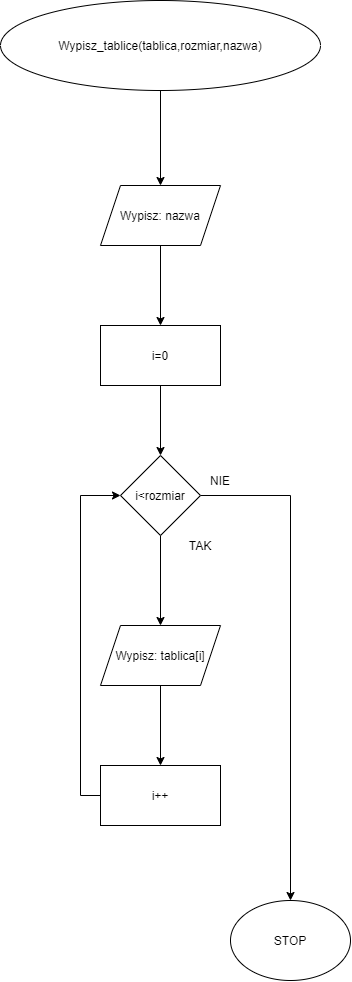 Wypisz_tablice(tablica,rozmiar,nazwa)
Wypisz: nazwa
i=0
i<rozmiar
NIE
TAK
Wypisz: tablica[i]
i++
STOP